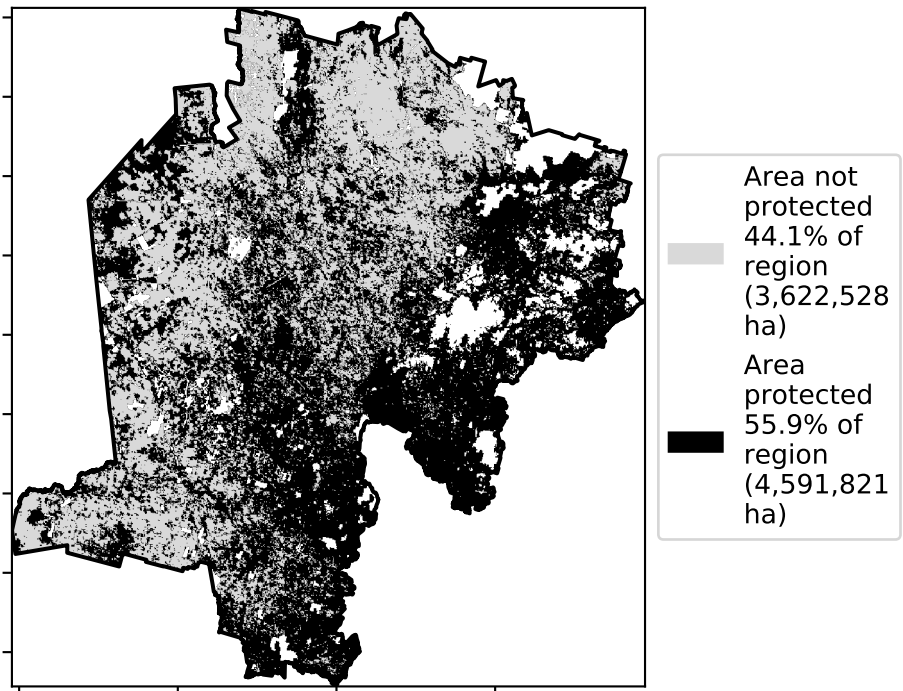 Area not
protected
44.1% of
region
(3,622,528
ha)
Area
protected
55.9% of
region
(4,591,821
ha)